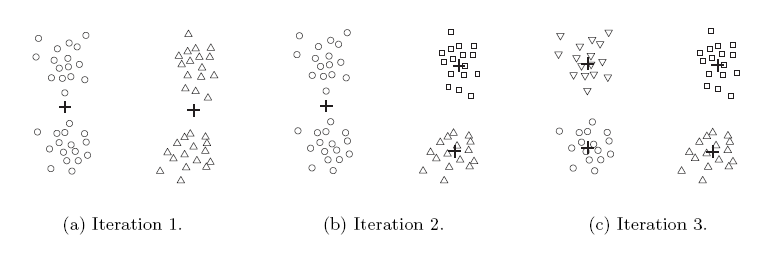 (a) Iteration 1.
(b) Iteration 2.
(c) Iteration 3.